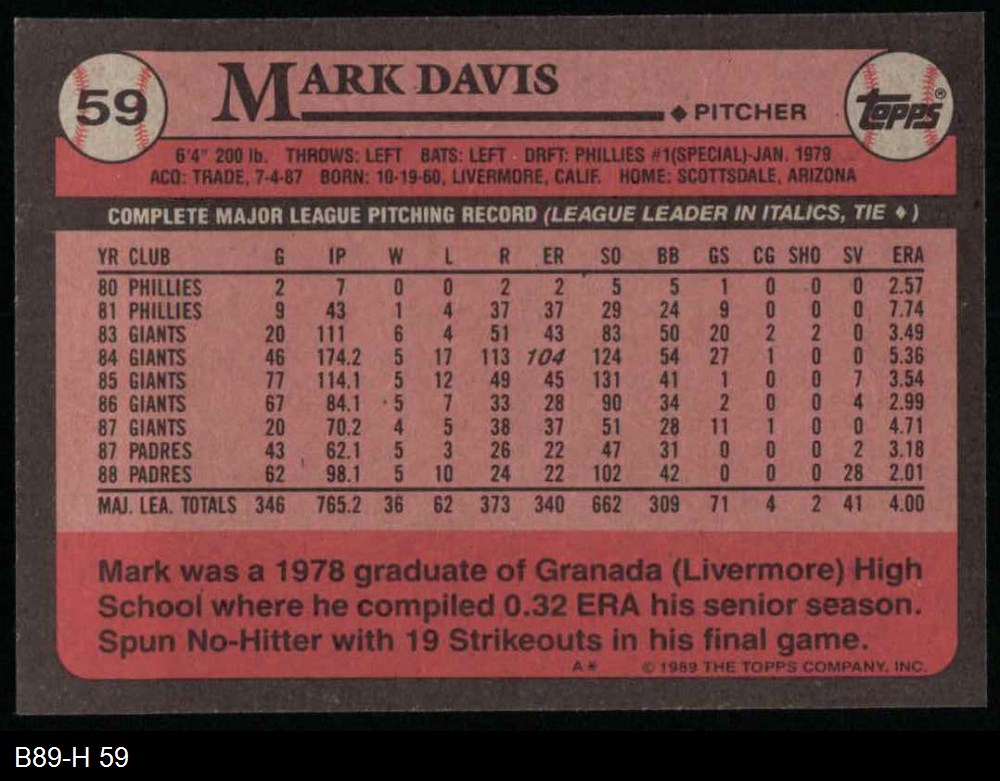 59
MARK DAVIS
♦ PITCHER
TOPPS®
6'4" 200 lb. THROWS: LEFT BATS: LEFT DRFT: PHILLIES #1(SPECIAL)-JAN. 1979
ACQ: TRADE, 7-4-87 BORN: 10-19-60, LIVERMORE, CALIF. HOME: SCOTTSDALE, ARIZONA
COMPLETE MAJOR LEAGUE PITCHING RECORD (LEAGUE LEADER IN ITALICS, TIE ♦)
YR CLUB G IP W L R ER SO BB GS CG SHO SV ERA
80 PHILLIES 2 7 0 0 2 2 5 5 1 0 0 0 2.57
81 PHILLIES 9 43 1 4 37 37 29 24 9 0 0 0 7.74
83 GIANTS 20 111 6 4 51 43 83 50 20 2 2 0 3.49
84 GIANTS 46 174.2 5 17 113 104 124 54 27 1 0 0 5.36
85 GIANTS 77 114.1 5 12 49 45 131 41 1 0 0 7 3.54
86 GIANTS 67 84.1 5 7 33 28 90 34 2 0 0 4 2.99
87 GIANTS 20 70.2 4 5 38 37 51 28 11 1 0 0 4.71
87 PADRES 43 62.1 5 3 26 22 47 31 0 0 0 2 3.18
88 PADRES 62 98.1 5 10 24 22 102 42 0 0 0 28 2.01
MAJ. LEA. TOTALS 346 765.2 36 62 373 340 662 309 71 4 2 41 4.00
Mark was a 1978 graduate of Granada (Livermore) High
School where he compiled 0.32 ERA his senior season.
Spun No-Hitter with 19 Strikeouts in his final game.
A* © 1989 THE TOPPS COMPANY, INC.
B89-H 59